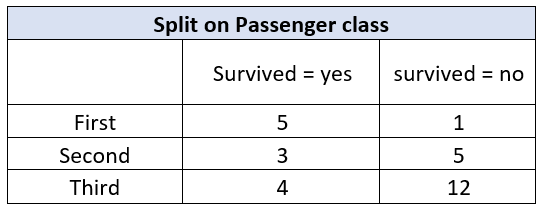 Split on Passenger class
Survived = yes survived = no
First 5 1
Second 3 5
Third 4 12